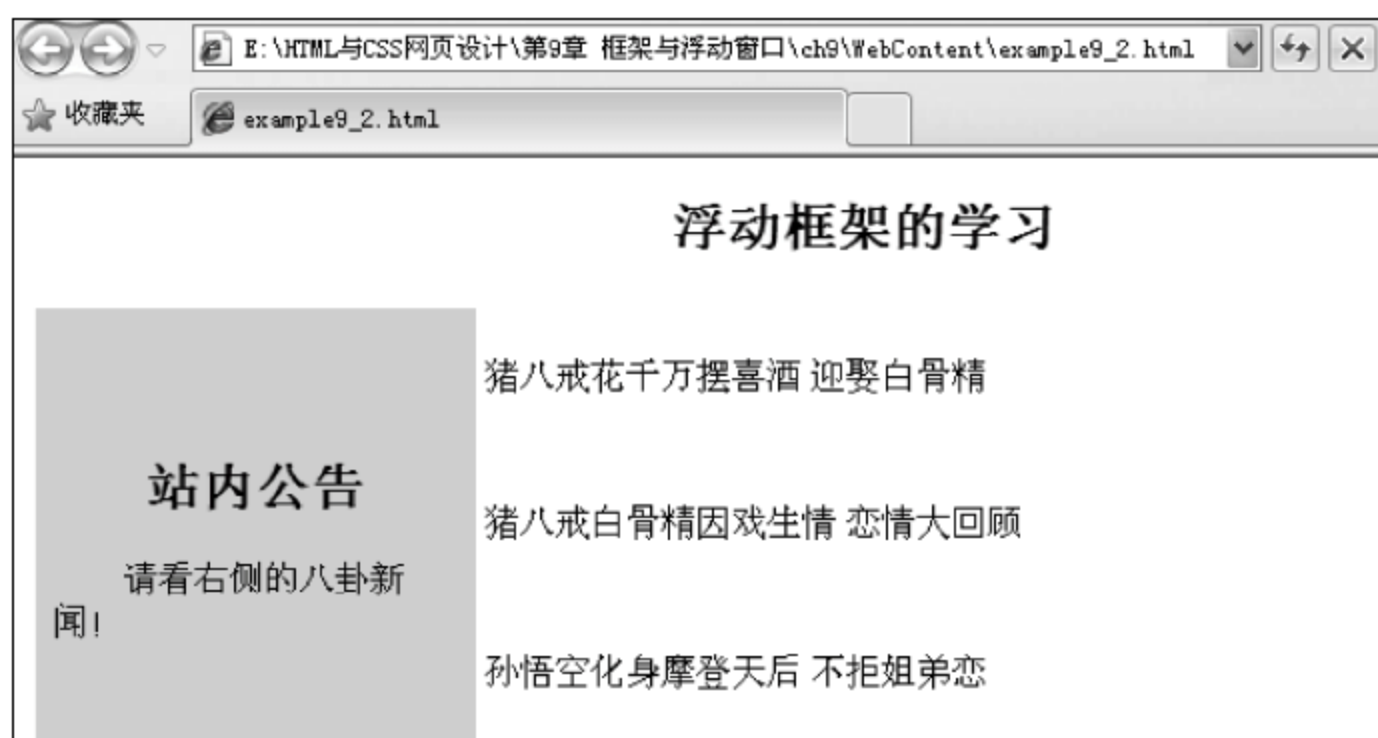 E:\HTML与CSS网页设计\第9章 框架与浮动窗口\ch9\WebContent\example9_2.html
收藏夹
example9_2.html
浮动框架的学习
站内公告
请看右侧的八卦新
闻!
猪八戒花千万摆喜酒 迎娶白骨精
猪八戒白骨精因戏生情 恋情大回顾
孙悟空化身摩登天后 不拒姐弟恋